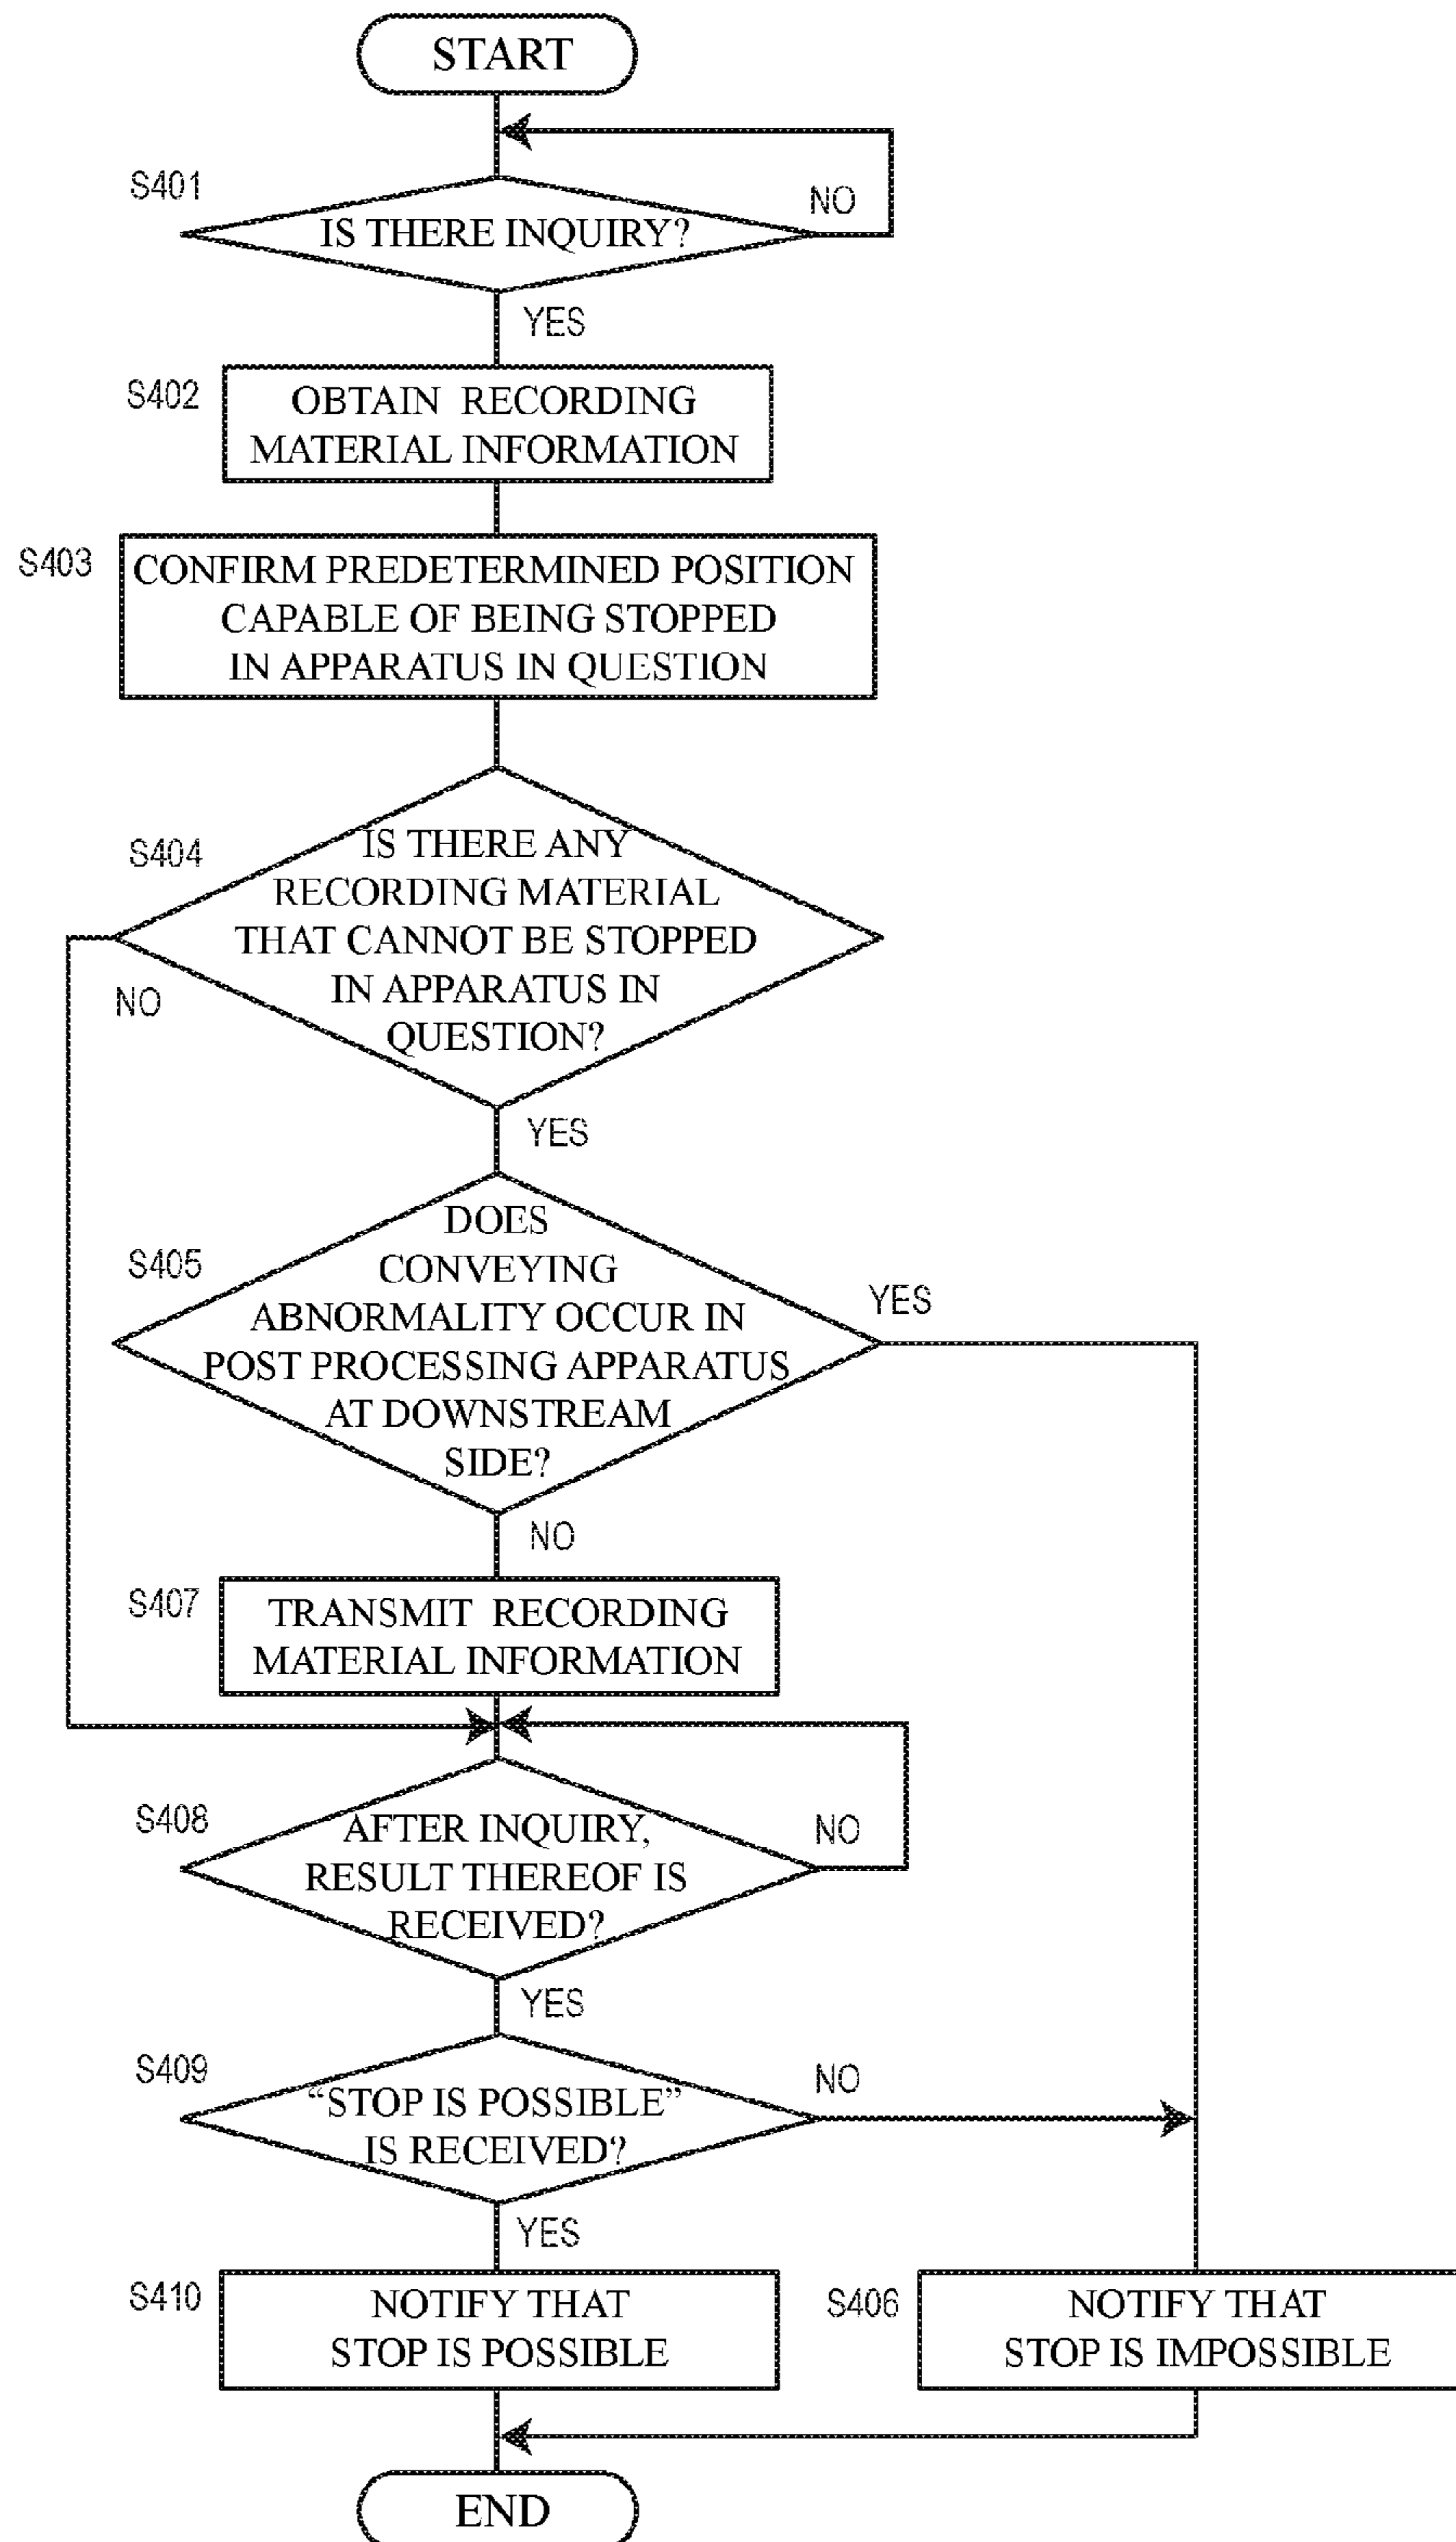 START
S401
IS THERE INQUIRY?
NO
YES
S402
OBTAIN RECORDING
MATERIAL INFORMATION
S403
CONFIRM PREDETERMINED POSITION
CAPABLE OF BEING STOPPED
IN APPARATUS IN QUESTION
S404
IS THERE ANY
RECORDING MATERIAL
THAT CANNOT BE STOPPED
IN APPARATUS IN
QUESTION?
NO
YES
S405
DOES
CONVEYING
ABNORMALITY OCCUR IN
POST PROCESSING APPARATUS
AT DOWNSTREAM
SIDE?
YES
NO
S407
TRANSMIT RECORDING
MATERIAL INFORMATION
S408
AFTER INQUIRY,
RESULT THEREOF IS
RECEIVED?
NO
YES
S409
“STOP IS POSSIBLE”
IS RECEIVED?
NO
YES
S410
NOTIFY THAT
STOP IS POSSIBLE
S406
NOTIFY THAT
STOP IS IMPOSSIBLE
END